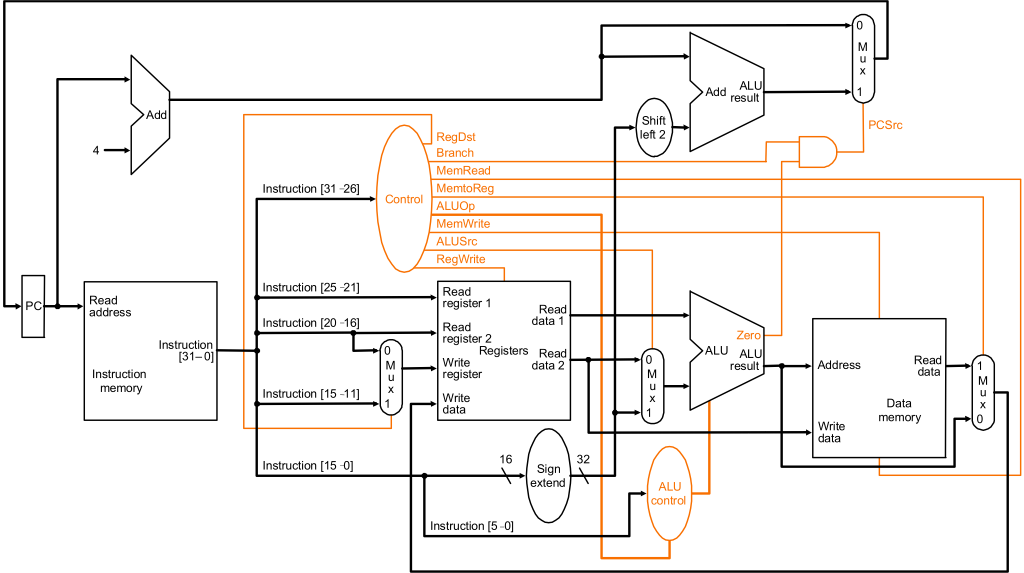 0
M
u
x
1
Add
ALU
result
Add
Shift
left 2
PCSrc
4
RegDst
Branch
MemRead
MemtoReg
ALUOp
MemWrite
ALUSrc
RegWrite
Control
Instruction [31–26]
Instruction [25–21]
Instruction [20–16]
Instruction [15–11]
Instruction [15–0]
Instruction [5–0]
PC
Read
address
Instruction
[31–0]
Instruction
memory
0
M
u
x
1
Read
register 1
Read
register 2
Write
register
Write
data
Registers
Read
data 1
Read
data 2
0
M
u
x
1
Zero
ALU
ALU
result
Address
Write
data
Read
data
Data
memory
1
M
u
x
0
16
Sign
extend
32
ALU
control